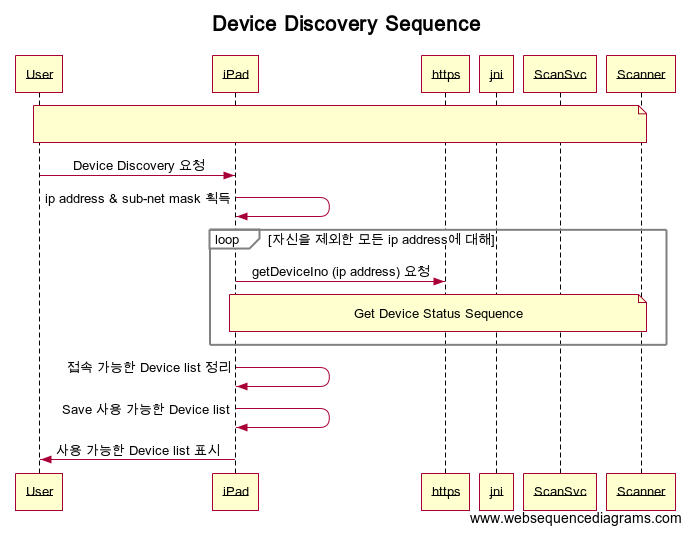 Device Discovery Sequence
User iPad https jni ScanSvc Scanner
Device Discovery 요청
ip address & sub-net mask 획득
loop [자신을 제외한 모든 ip address에 대해]
getDeviceIno (ip address) 요청
Get Device Status Sequence
접속 가능한 Device list 정리
Save 사용 가능한 Device list
사용 가능한 Device list 표시
User iPad https jni ScanSvc Scanner
www.websequencediagrams.com